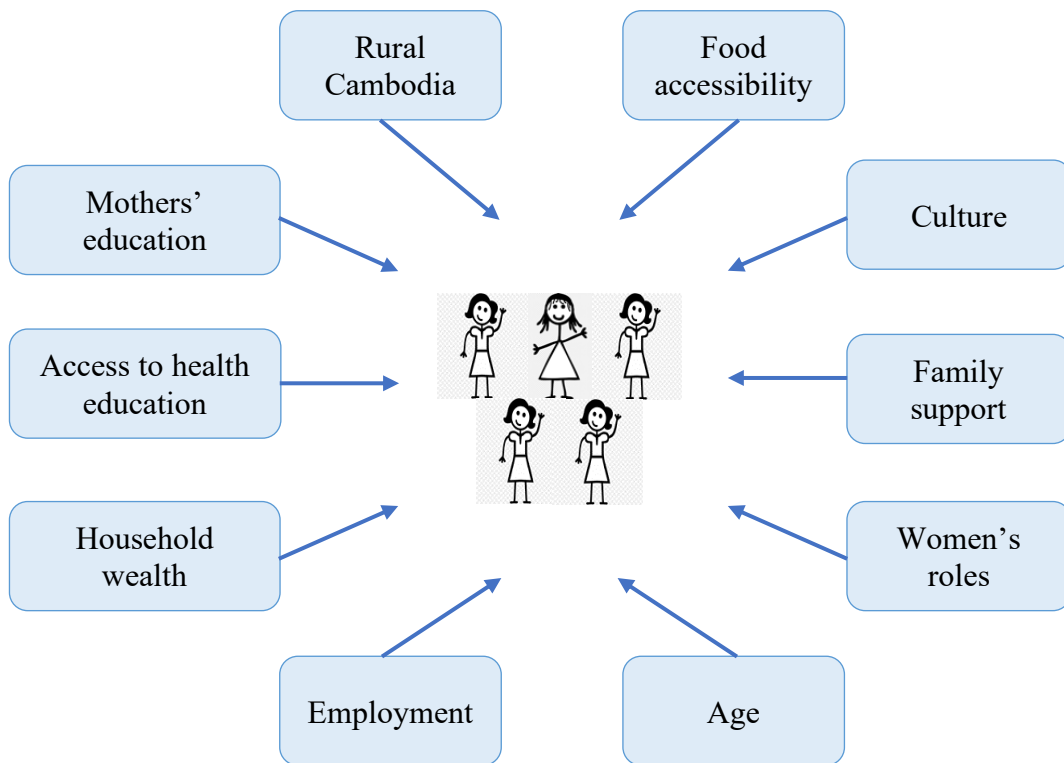 Rural
Cambodia
Food
accessibility
Mothers’
education
Culture
Access to health
education
Family
support
Household
wealth
Women’s
roles
Employment
Age